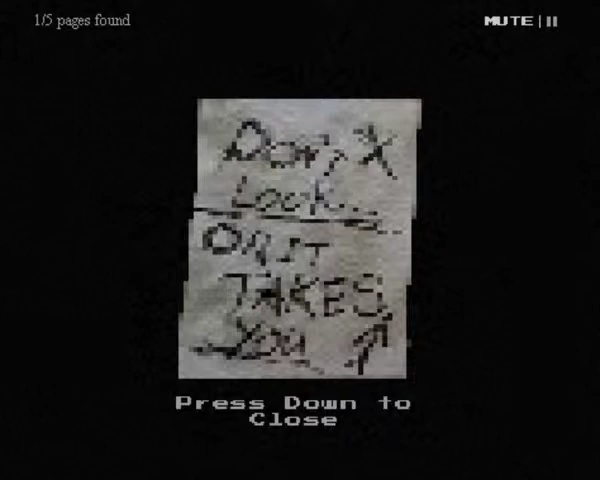 1/5 pages found
MUTE | II
DON'T
LOOK...
OR IT
TAKES
YOU
Press Down to
Close